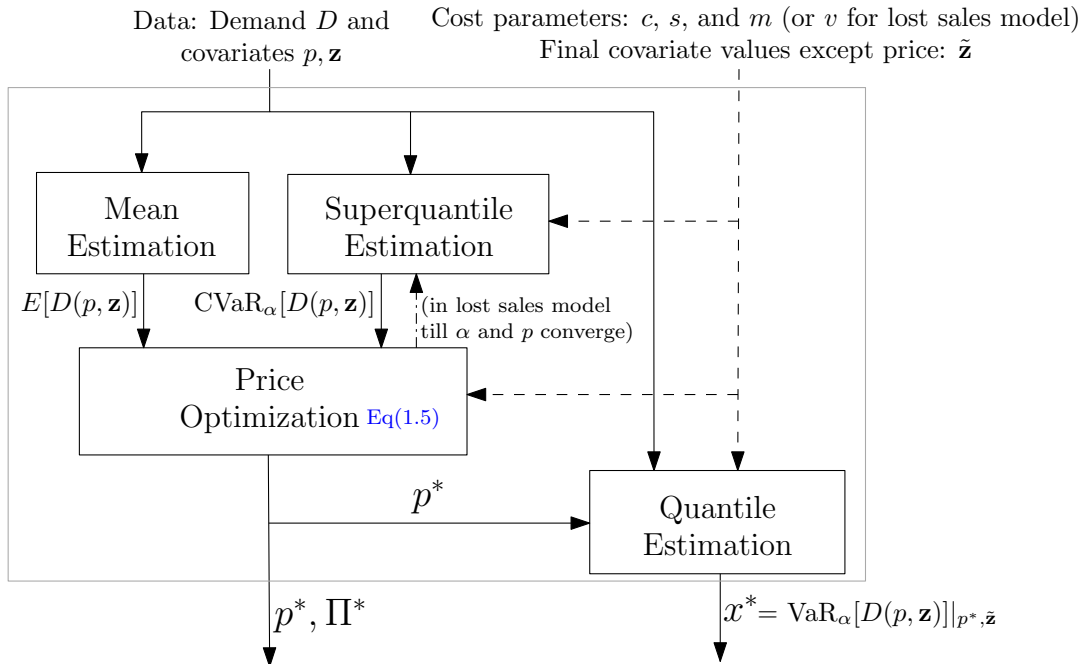 Data: Demand D and
covariates p, z
Cost parameters: c, s, and m (or v for lost sales model)
Final covariate values except price: z̃
Mean
Estimation
Superquantile
Estimation
E[D(p, z)]
CVaR_α[D(p, z)]
(in lost sales model
till α and p converge)
Price
Optimization Eq(1.5)
p*
Quantile
Estimation
p*, Π*
x* = VaR_α[D(p, z)]|_{p*, z̃}